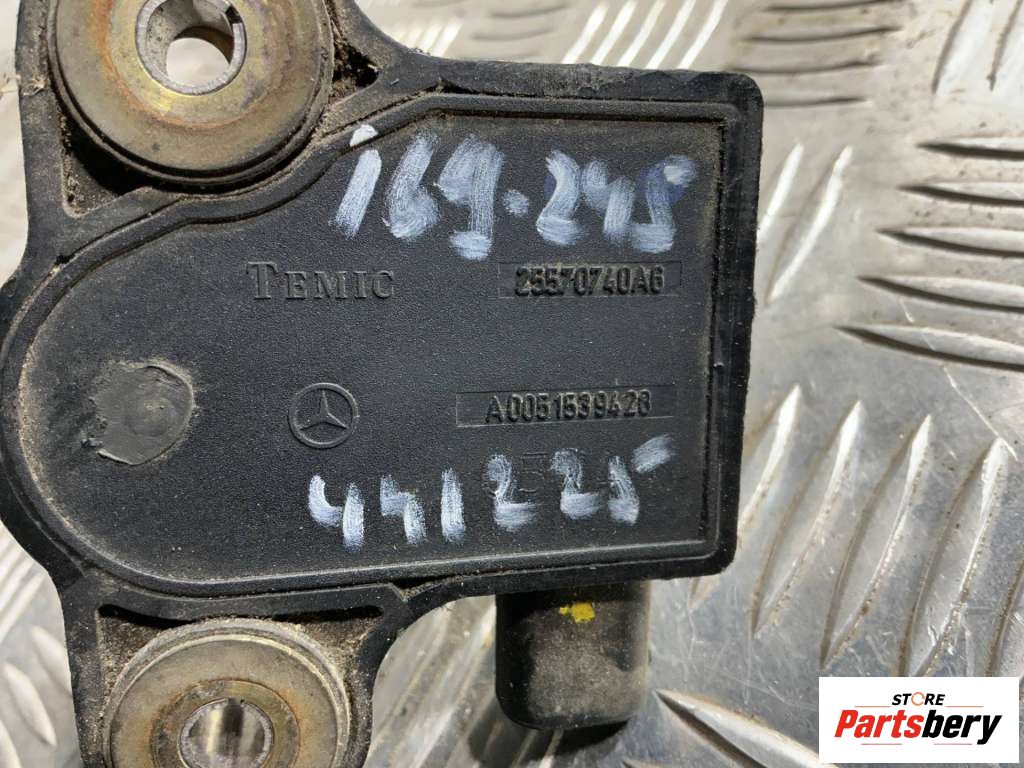 169.245
TEMIC
25570740A6
A0051539428
441225
STORE
Partsbery